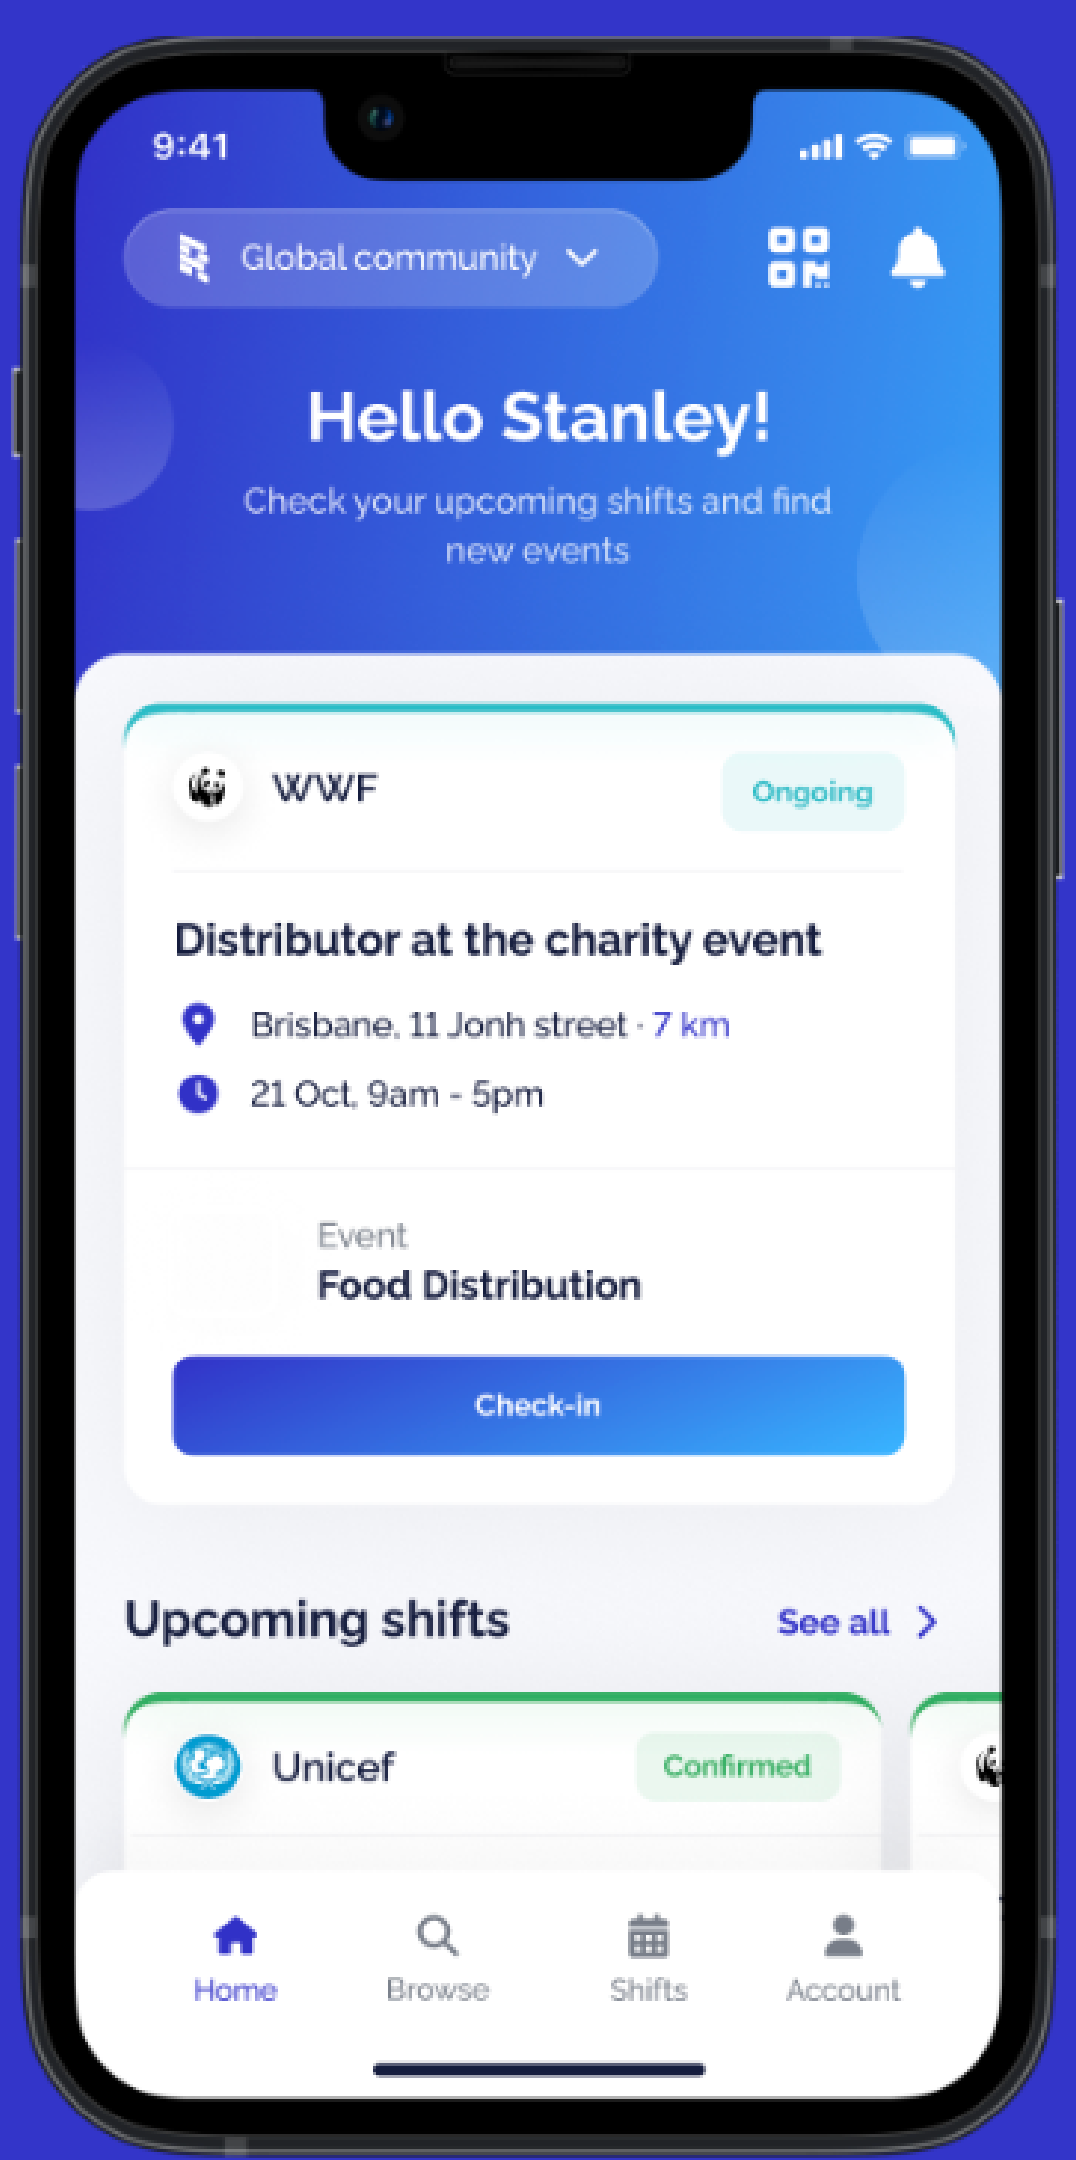 9:41
Global community
Hello Stanley!
Check your upcoming shifts and find
new events
WWF
Ongoing
Distributor at the charity event
Brisbane, 11 Jonh street · 7 km
21 Oct, 9am - 5pm
Event
Food Distribution
Check-in
Upcoming shifts
See all
Unicef
Confirmed
Home
Browse
Shifts
Account